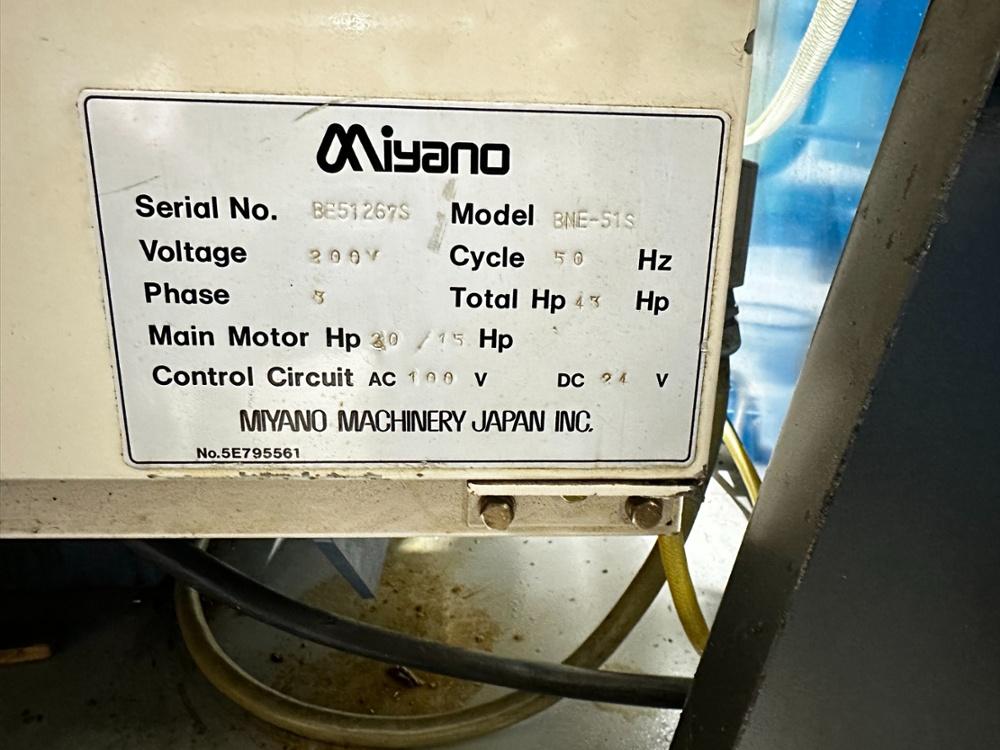 Miyano
Serial No. BE51267S Model BNE-51S
Voltage 200V Cycle 50 Hz
Phase 3 Total Hp 43 Hp
Main Motor Hp 20 /15 Hp
Control Circuit AC 100 V DC 24 V
MIYANO MACHINERY JAPAN INC.
No.5E795561